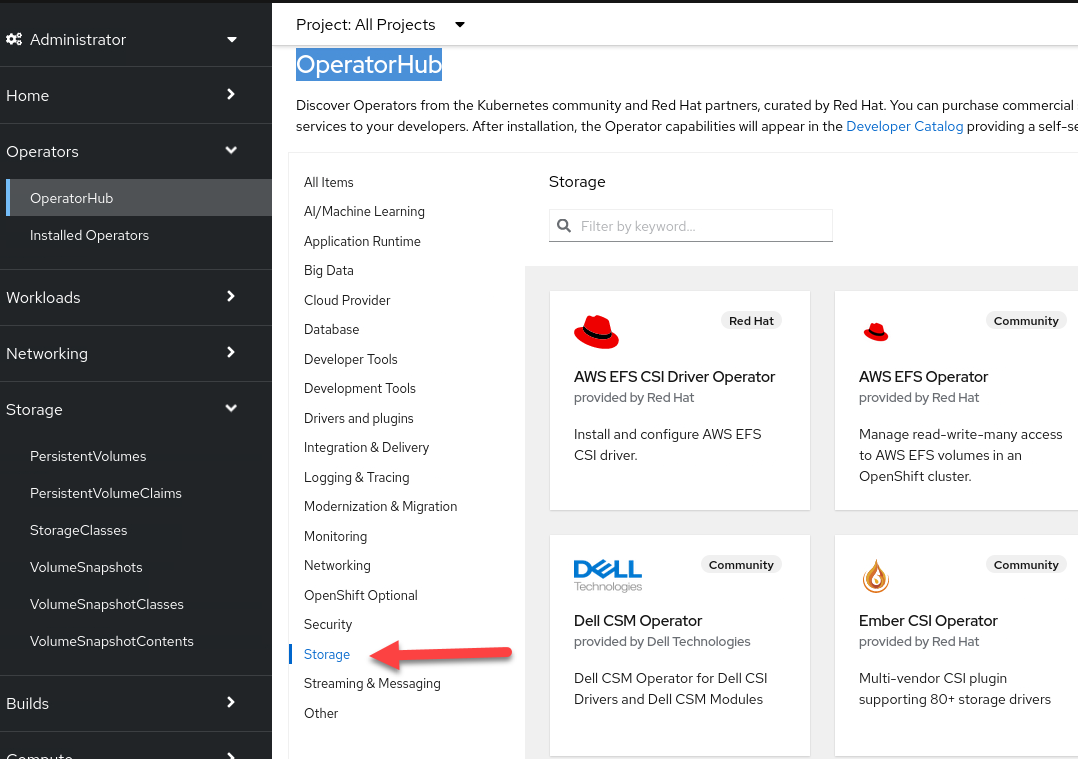 Administrator
Home
Operators
OperatorHub
Installed Operators
Workloads
Networking
Storage
PersistentVolumes
PersistentVolumeClaims
StorageClasses
VolumeSnapshots
VolumeSnapshotClasses
VolumeSnapshotContents
Builds
Compute
Project: All Projects
OperatorHub
Discover Operators from the Kubernetes community and Red Hat partners, curated by Red Hat. You can purchase commercial
services to your developers. After installation, the Operator capabilities will appear in the Developer Catalog providing a self-se
All Items
AI/Machine Learning
Application Runtime
Big Data
Cloud Provider
Database
Developer Tools
Development Tools
Drivers and plugins
Integration & Delivery
Logging & Tracing
Modernization & Migration
Monitoring
Networking
OpenShift Optional
Security
Storage
Streaming & Messaging
Other
Storage
Filter by keyword...
Red Hat
AWS EFS CSI Driver Operator
provided by Red Hat
Install and configure AWS EFS
CSI driver.
Community
AWS EFS Operator
provided by Red Hat
Manage read-write-many access
to AWS EFS volumes in an
OpenShift cluster.
DELL
Technologies
Community
Dell CSM Operator
provided by Dell Technologies
Dell CSM Operator for Dell CSI
Drivers and Dell CSM Modules
Community
Ember CSI Operator
provided by Red Hat
Multi-vendor CSI plugin
supporting 80+ storage drivers